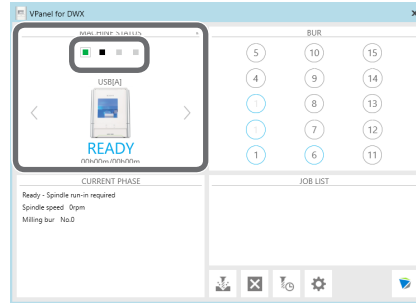 VPanel for DWX
MACHINE STATUS
USB[A]
READY
00h00m/00h00m
BUR
5 10 15
4 9 14
8 13
7 12
1 6 11
CURRENT PHASE
Ready - Spindle run-in required
Spindle speed 0rpm
Milling bur No.0
JOB LIST